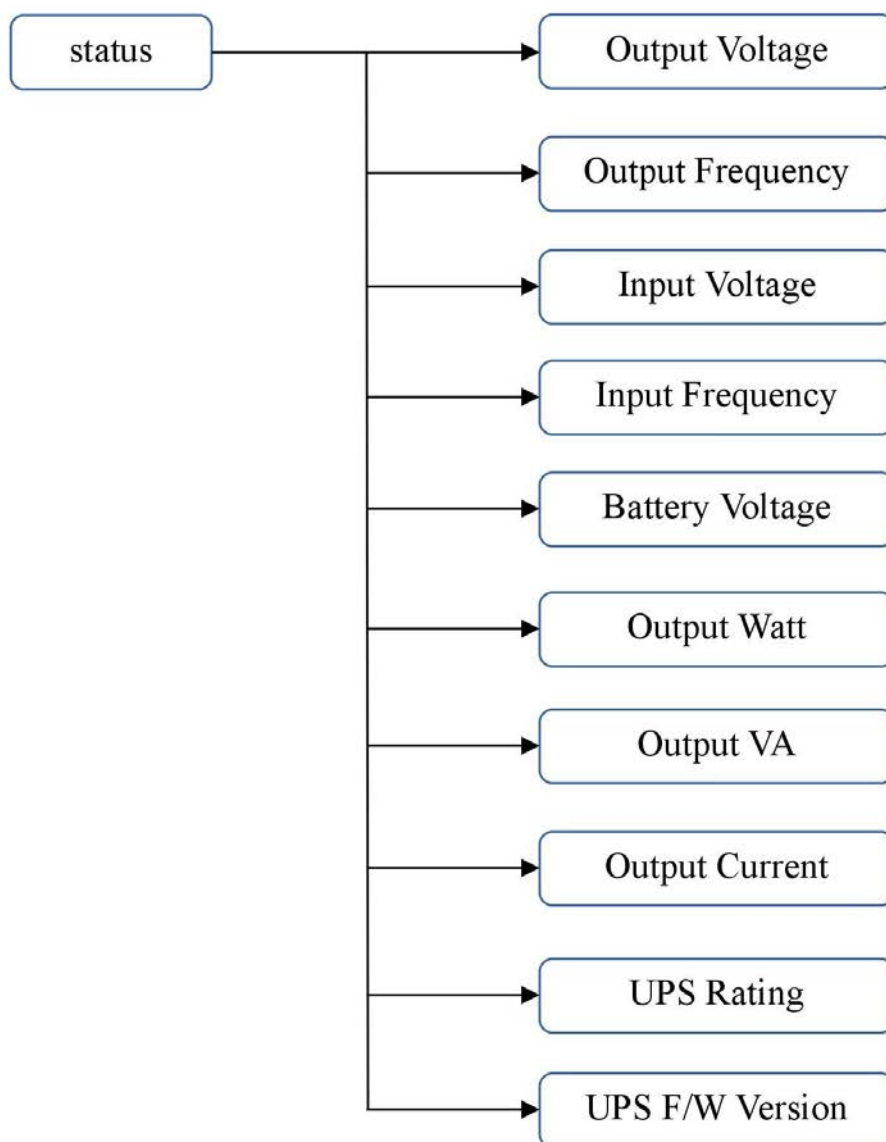 status
Output Voltage
Output Frequency
Input Voltage
Input Frequency
Battery Voltage
Output Watt
Output VA
Output Current
UPS Rating
UPS F/W Version